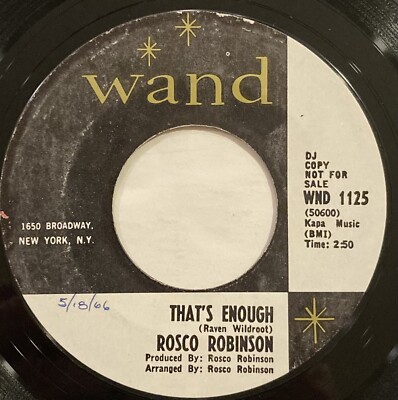 wand
DJ
COPY
NOT FOR
SALE
WND 1125
(50600)
Kapa Music
(BMI)
Time: 2:50
1650 BROADWAY,
NEW YORK, N.Y.
5/18/66
THAT'S ENOUGH
(Raven Wildroot)
ROSCO ROBINSON
Produced By: Rosco Robinson
Arranged By: Rosco Robinson